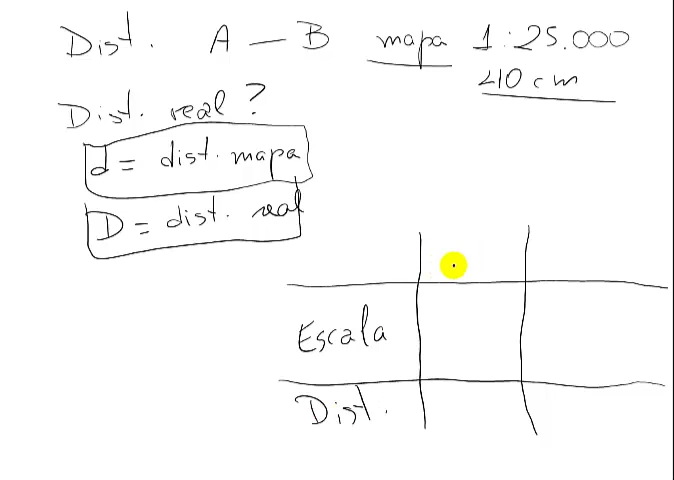 Dist. A — B mapa 1:25.000
40 cm
Dist. real?
d = dist. mapa
D = dist. real
Escala
Dist.